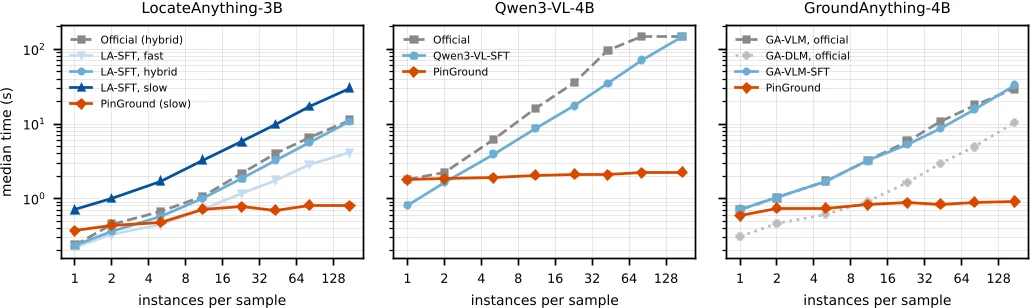 LocateAnything-3B
Qwen3-VL-4B
GroundAnything-4B
median time (s)
10²
10¹
10⁰
Official (hybrid)
LA-SFT, fast
LA-SFT, hybrid
LA-SFT, slow
PinGround (slow)
1 2 4 8 16 32 64 128
instances per sample
Official
Qwen3-VL-SFT
PinGround
1 2 4 8 16 32 64 128
instances per sample
GA-VLM, official
GA-DLM, official
GA-VLM-SFT
PinGround
1 2 4 8 16 32 64 128
instances per sample